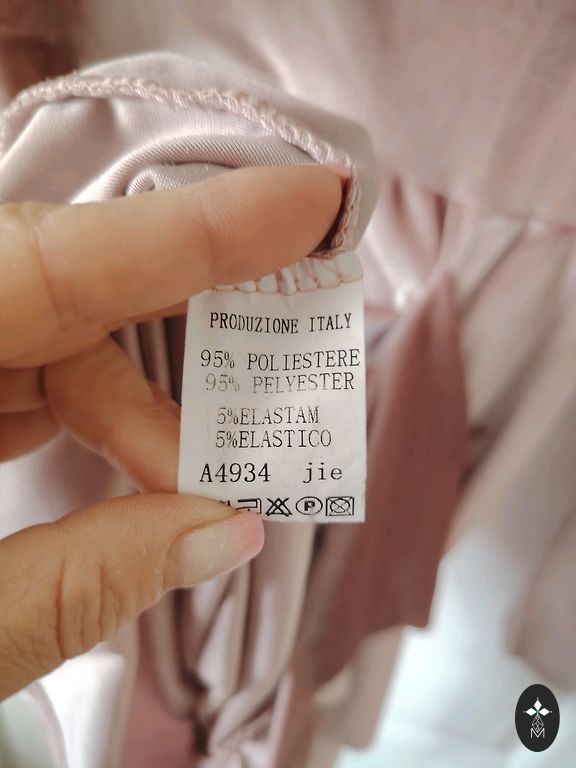 PRODUZIONE ITALY
95% POLIESTERE
95% PELYESTER
5%ELASTAM
5%ELASTICO
A4934 jie
P
M